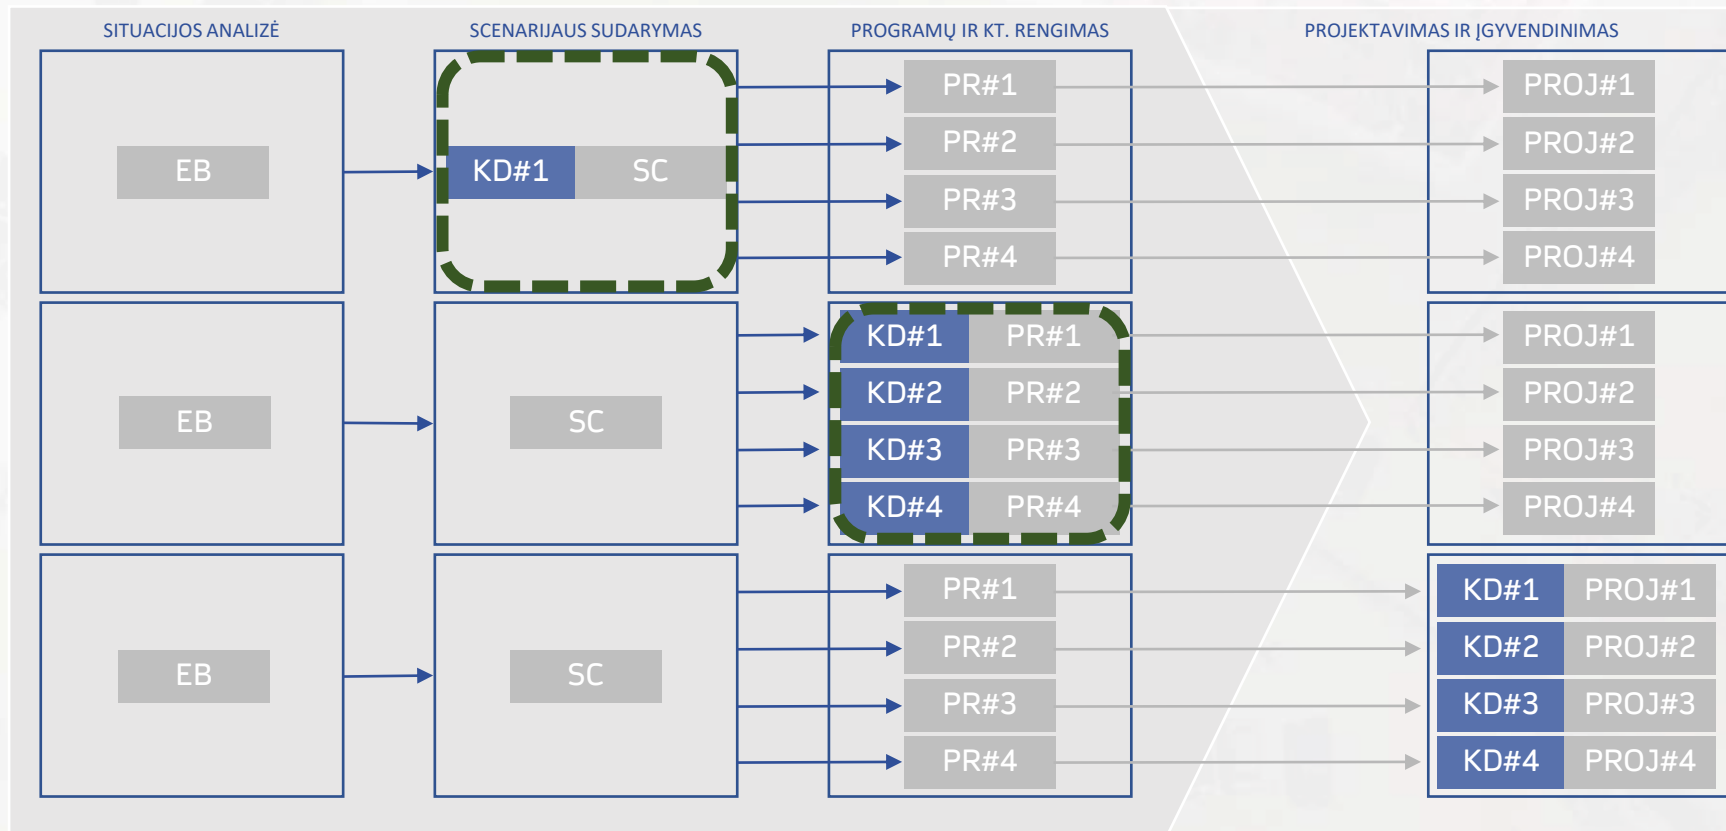 SITUACIJOS ANALIZĖ
SCENARIJAUS SUDARYMAS
PROGRAMŲ IR KT. RENGIMAS
PROJEKTAVIMAS IR ĮGYVENDINIMAS
EB
KD#1 SC
PR#1
PR#2
PR#3
PR#4
PROJ#1
PROJ#2
PROJ#3
PROJ#4
EB
SC
KD#1 PR#1
KD#2 PR#2
KD#3 PR#3
KD#4 PR#4
PROJ#1
PROJ#2
PROJ#3
PROJ#4
EB
SC
PR#1
PR#2
PR#3
PR#4
KD#1 PROJ#1
KD#2 PROJ#2
KD#3 PROJ#3
KD#4 PROJ#4